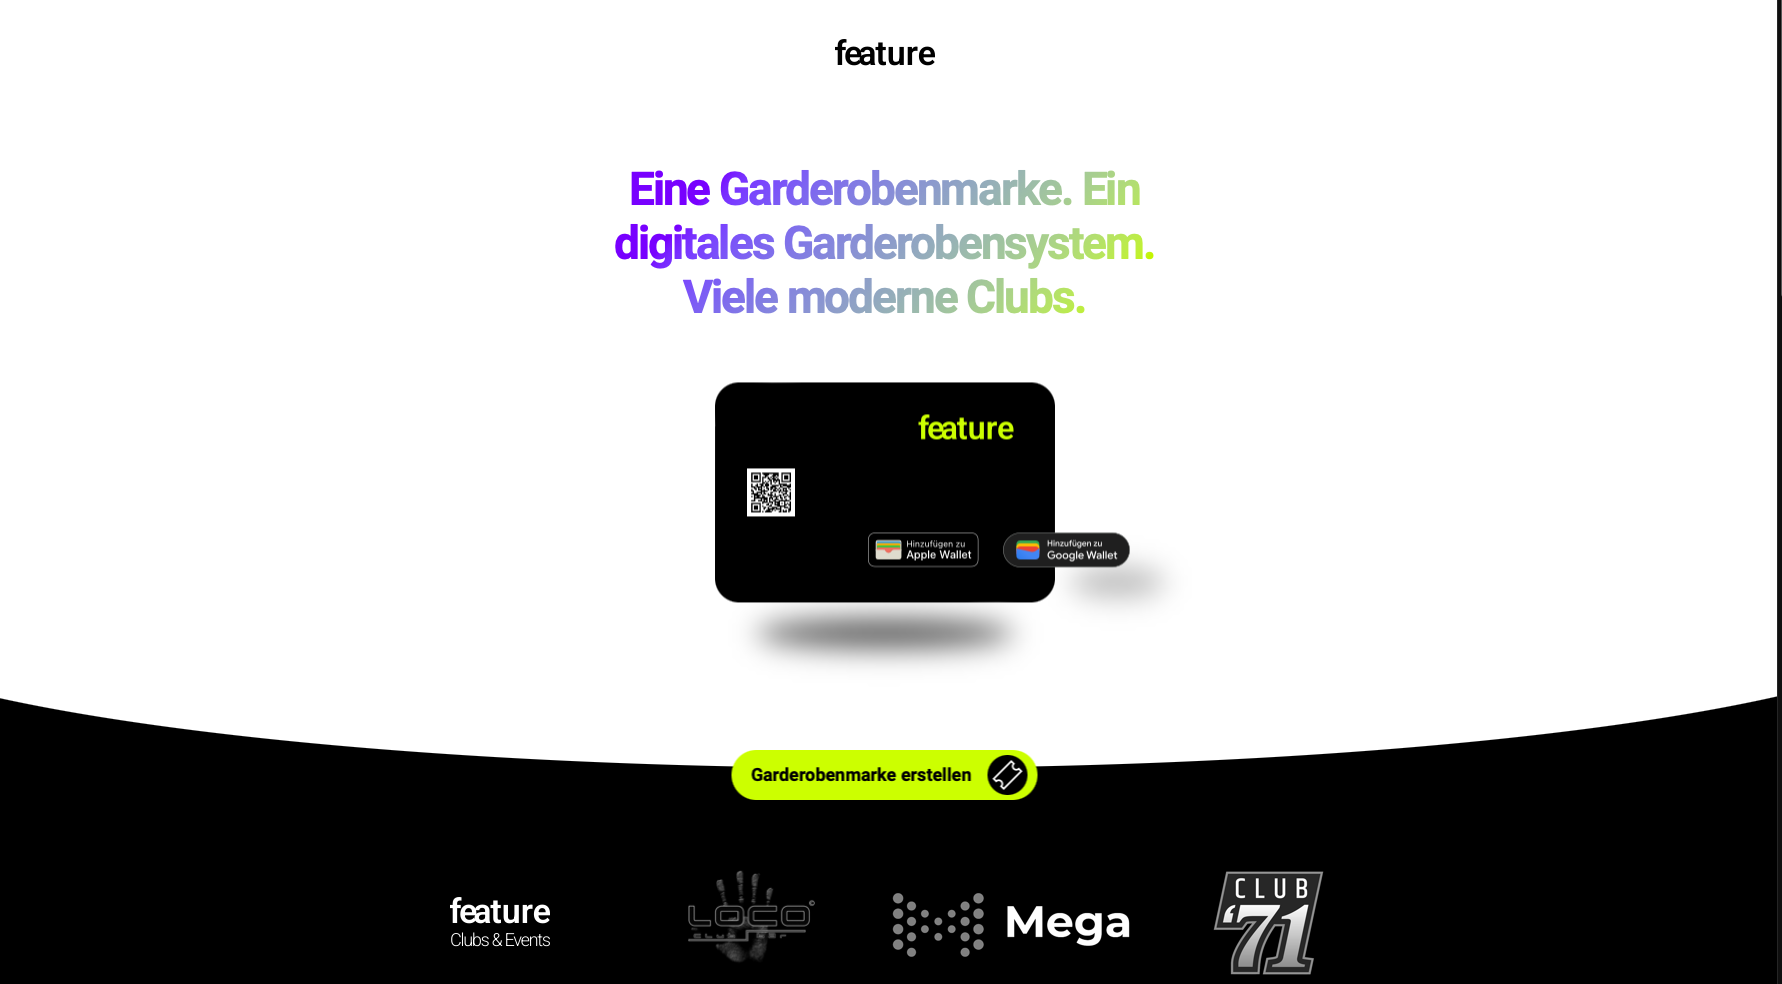 feature
Eine Garderobenmarke. Ein
digitales Garderobensystem.
Viele moderne Clubs.
feature
Hinzufügen zu
Apple Wallet
Hinzufügen zu
Google Wallet
Garderobenmarke erstellen
feature
Clubs & Events
LOCO
Mega
CLUB
'71